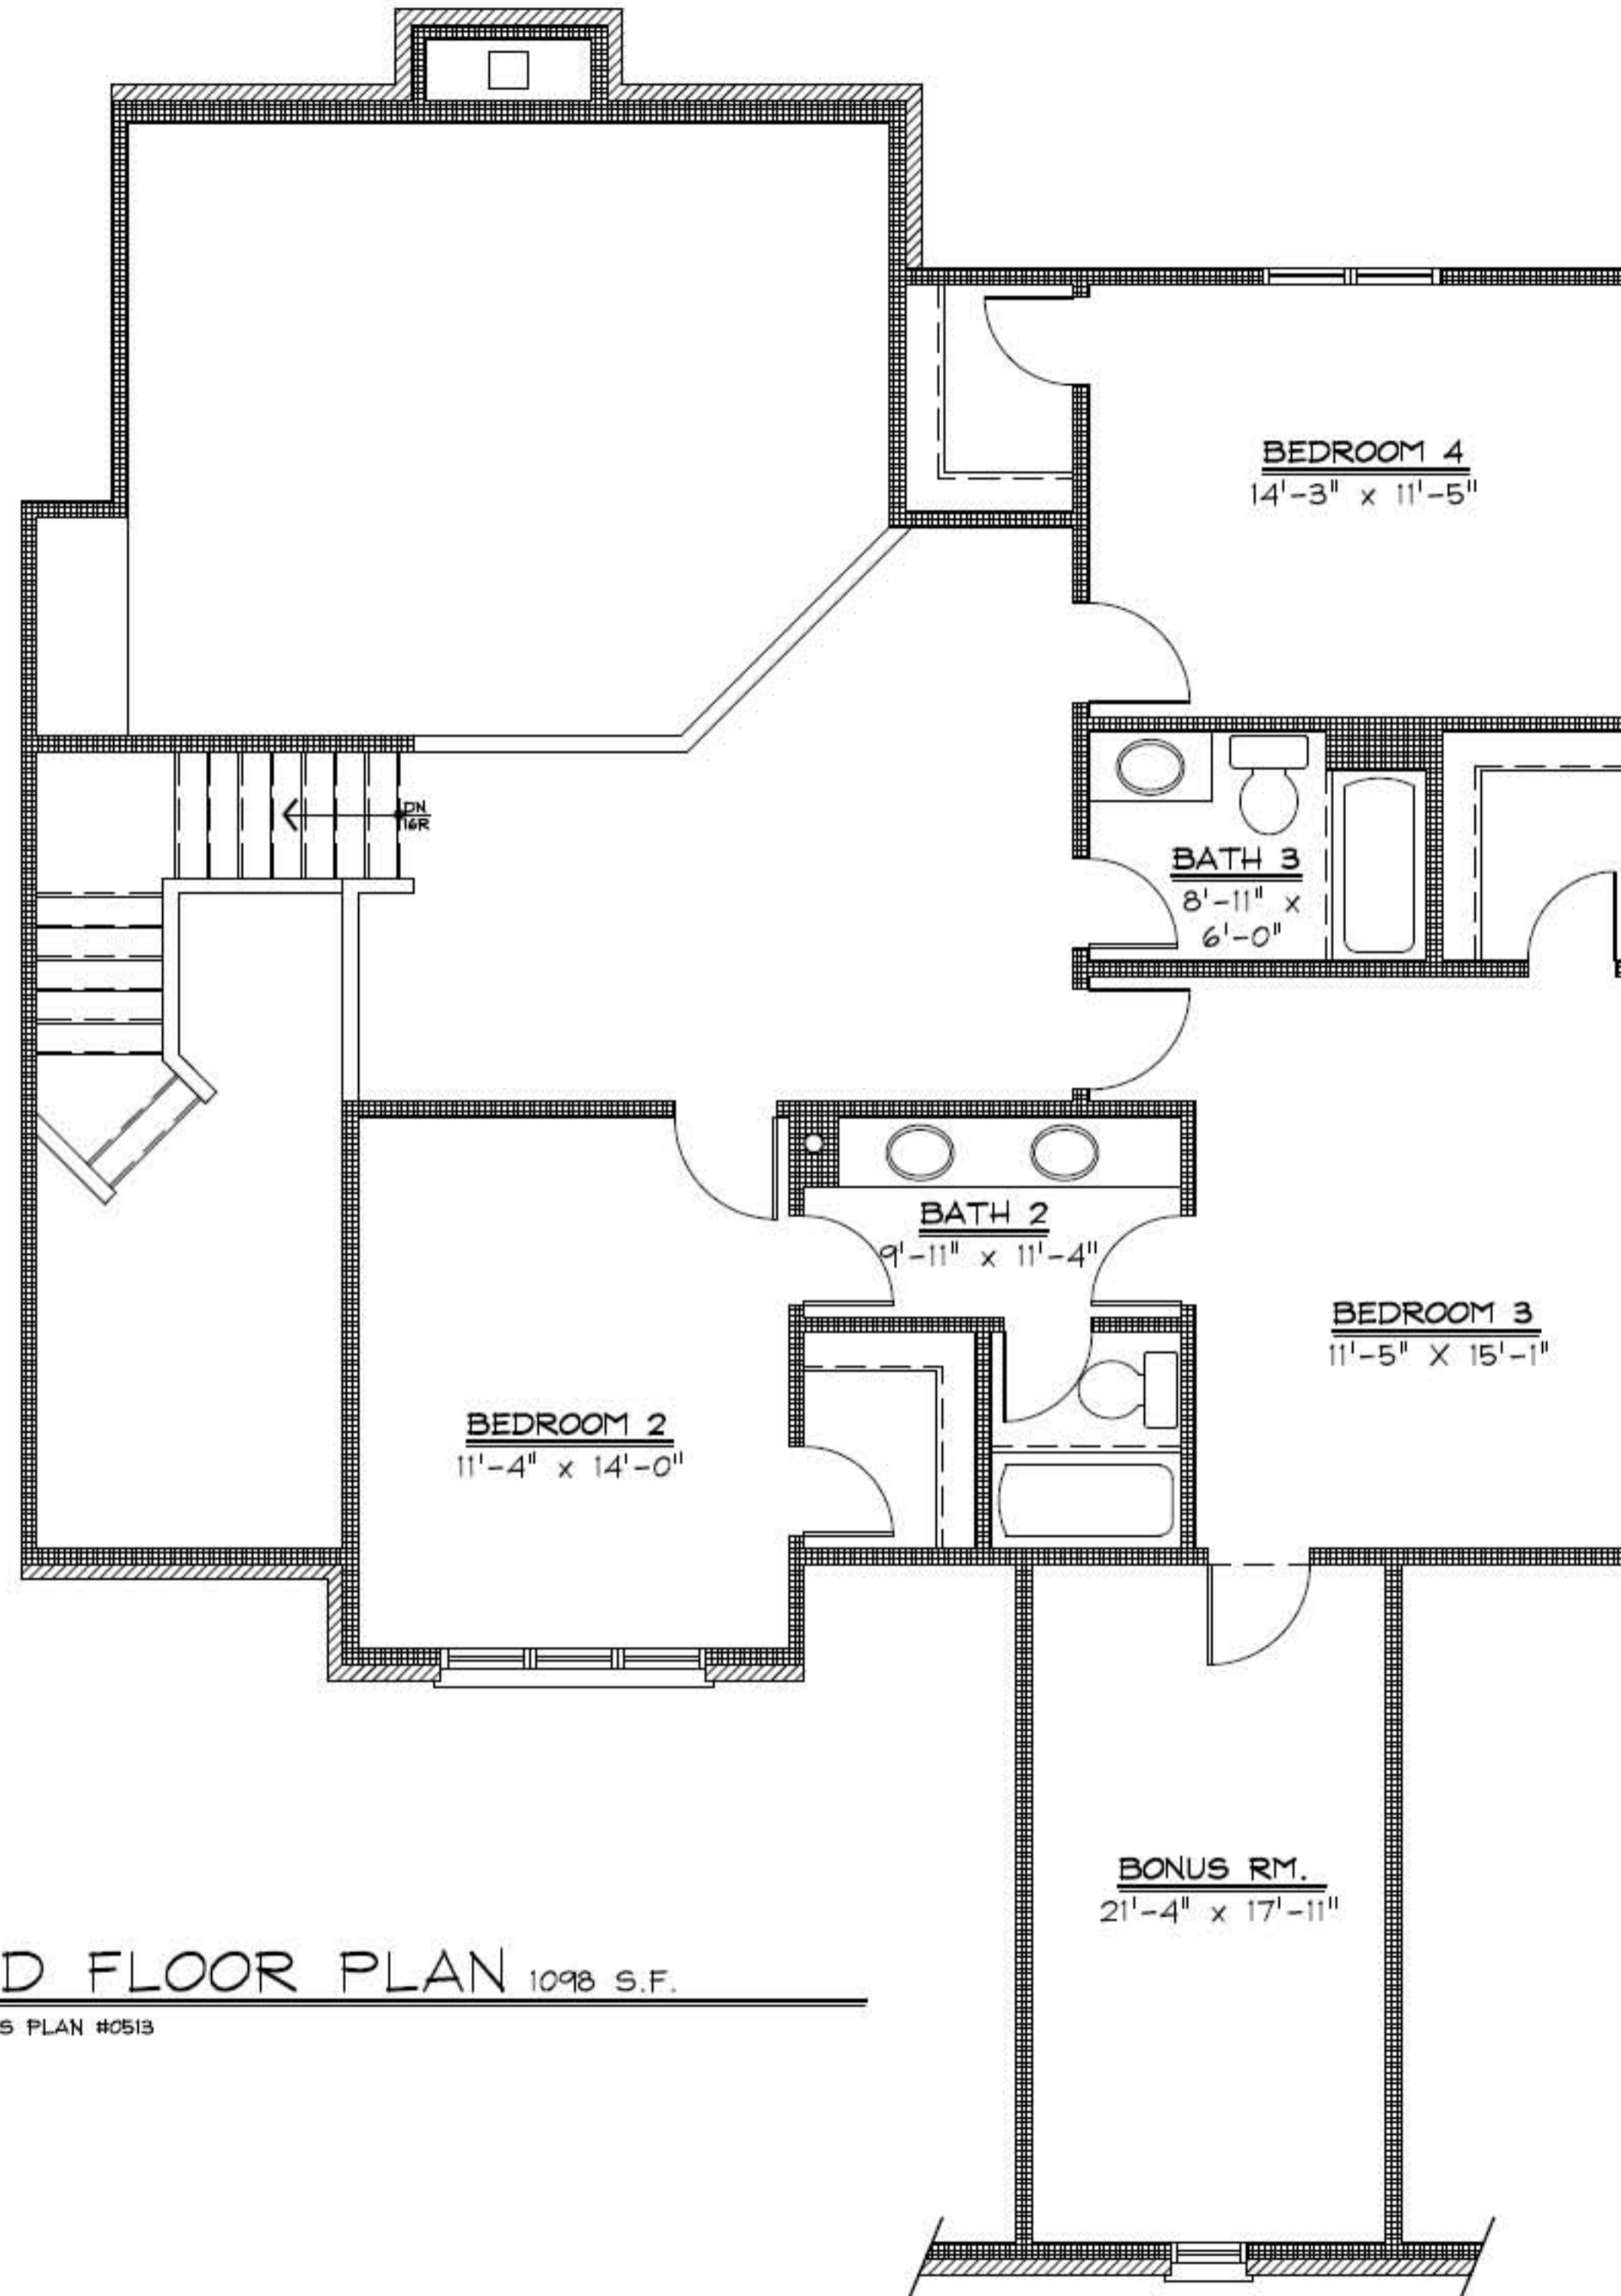 BEDROOM 4
14'-3" x 11'-5"
DN
16R
BATH 3
8'-11" x
6'-0"
BATH 2
9'-11" x 11'-4"
BEDROOM 3
11'-5" X 15'-1"
BEDROOM 2
11'-4" x 14'-0"
BONUS RM.
21'-4" x 17'-11"
D FLOOR PLAN 1098 S.F.
S PLAN #0513